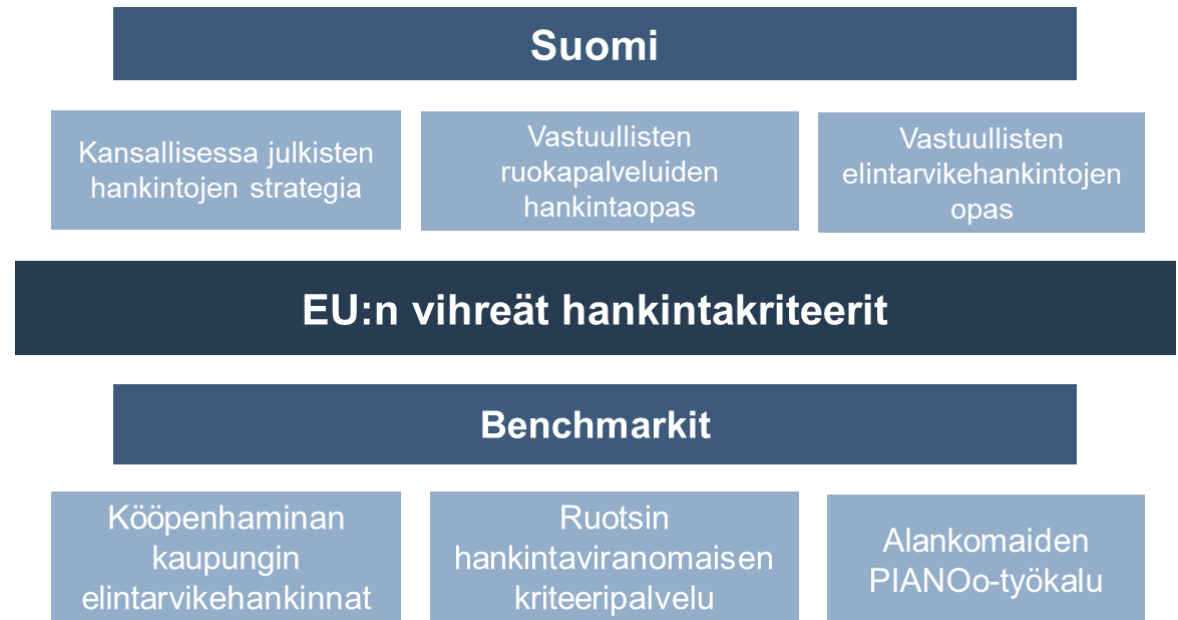 Suomi
Kansallisessa julkisten
hankintojen strategia
Vastuullisten
ruokapalveluiden
hankintaopas
Vastuullisten
elintarvikehankintojen
opas
EU:n vihreät hankintakriteerit
Benchmarkit
Kööpenhaminan
kaupungin
elintarvikehankinnat
Ruotsin
hankintaviranomaisen
kriteeripalvelu
Alankomaiden
PIANOo-työkalu